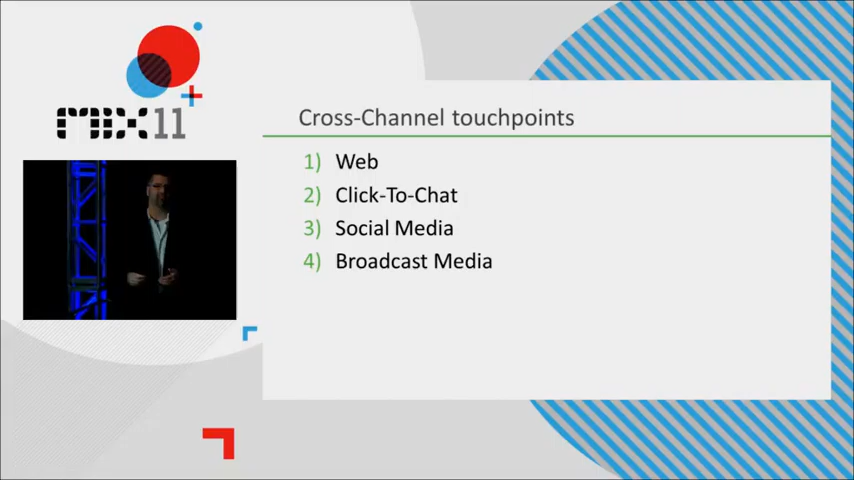 MIX11
Cross-Channel touchpoints
1) Web
2) Click-To-Chat
3) Social Media
4) Broadcast Media